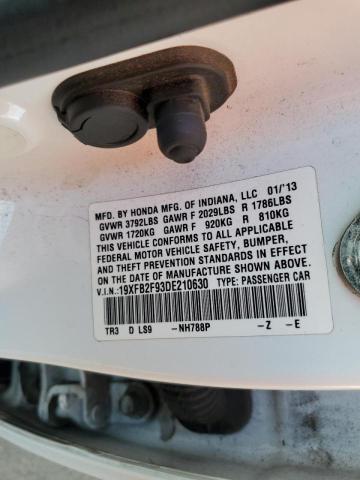 MFD. BY HONDA MFG. OF INDIANA, LLC 01/'13
GVWR 3792LBS GAWR F 2029LBS R 1786LBS
GVWR 1720KG GAWR F 920KG R 810KG
THIS VEHICLE CONFORMS TO ALL APPLICABLE
FEDERAL MOTOR VEHICLE SAFETY, BUMPER,
AND THEFT PREVENTION STANDARDS IN EFFECT
ON THE DATE OF MANUFACTURE SHOWN ABOVE.
V.I.N.: 19XFB2F93DE210630 TYPE: PASSENGER CAR
TR3 D LS9 -NH788P -Z -E